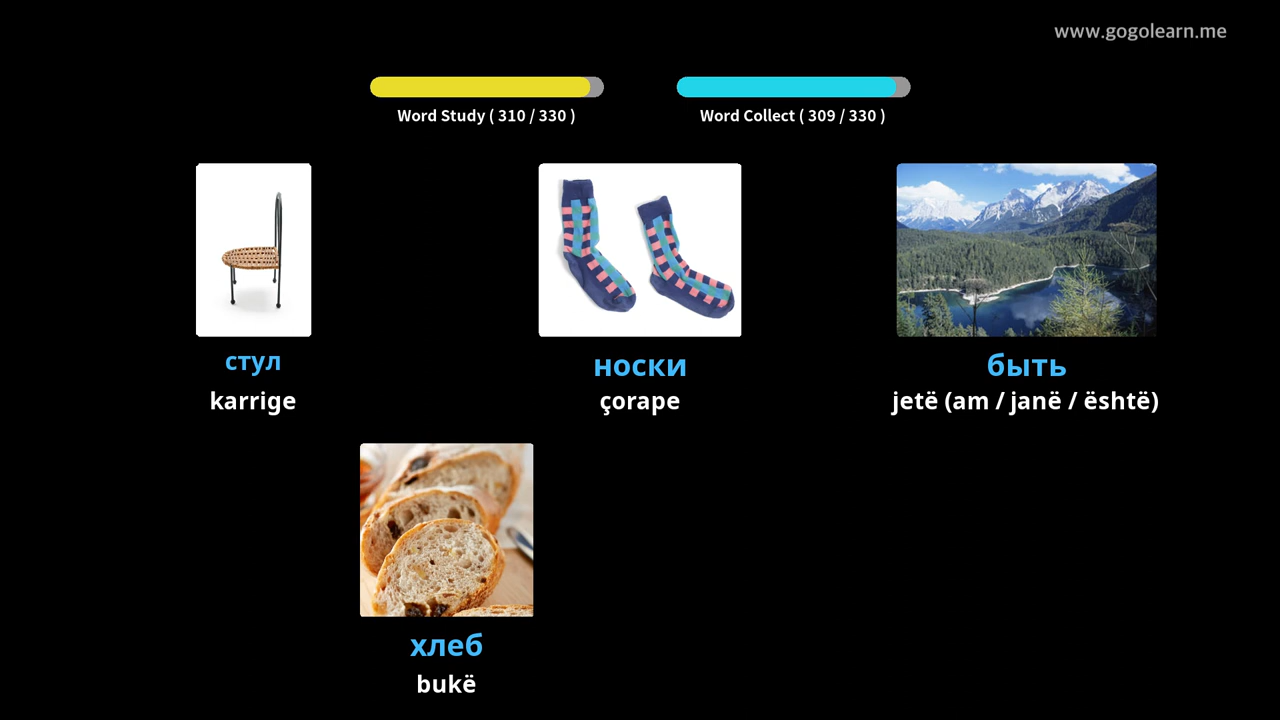 www.gogolearn.me
Word Study ( 310 / 330 )
Word Collect ( 309 / 330 )
стул
karrige
носки
çorape
быть
jetë (am / janë / është)
хлеб
bukë